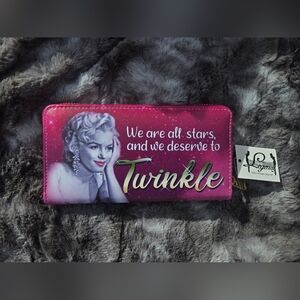 We are all stars,
and we deserve to
Twinkle